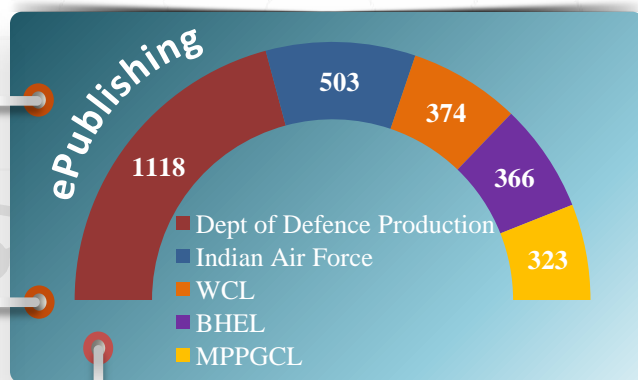 ePublishing
503
374
1118
366
323
Dept of Defence Production
Indian Air Force
WCL
BHEL
MPPGCL